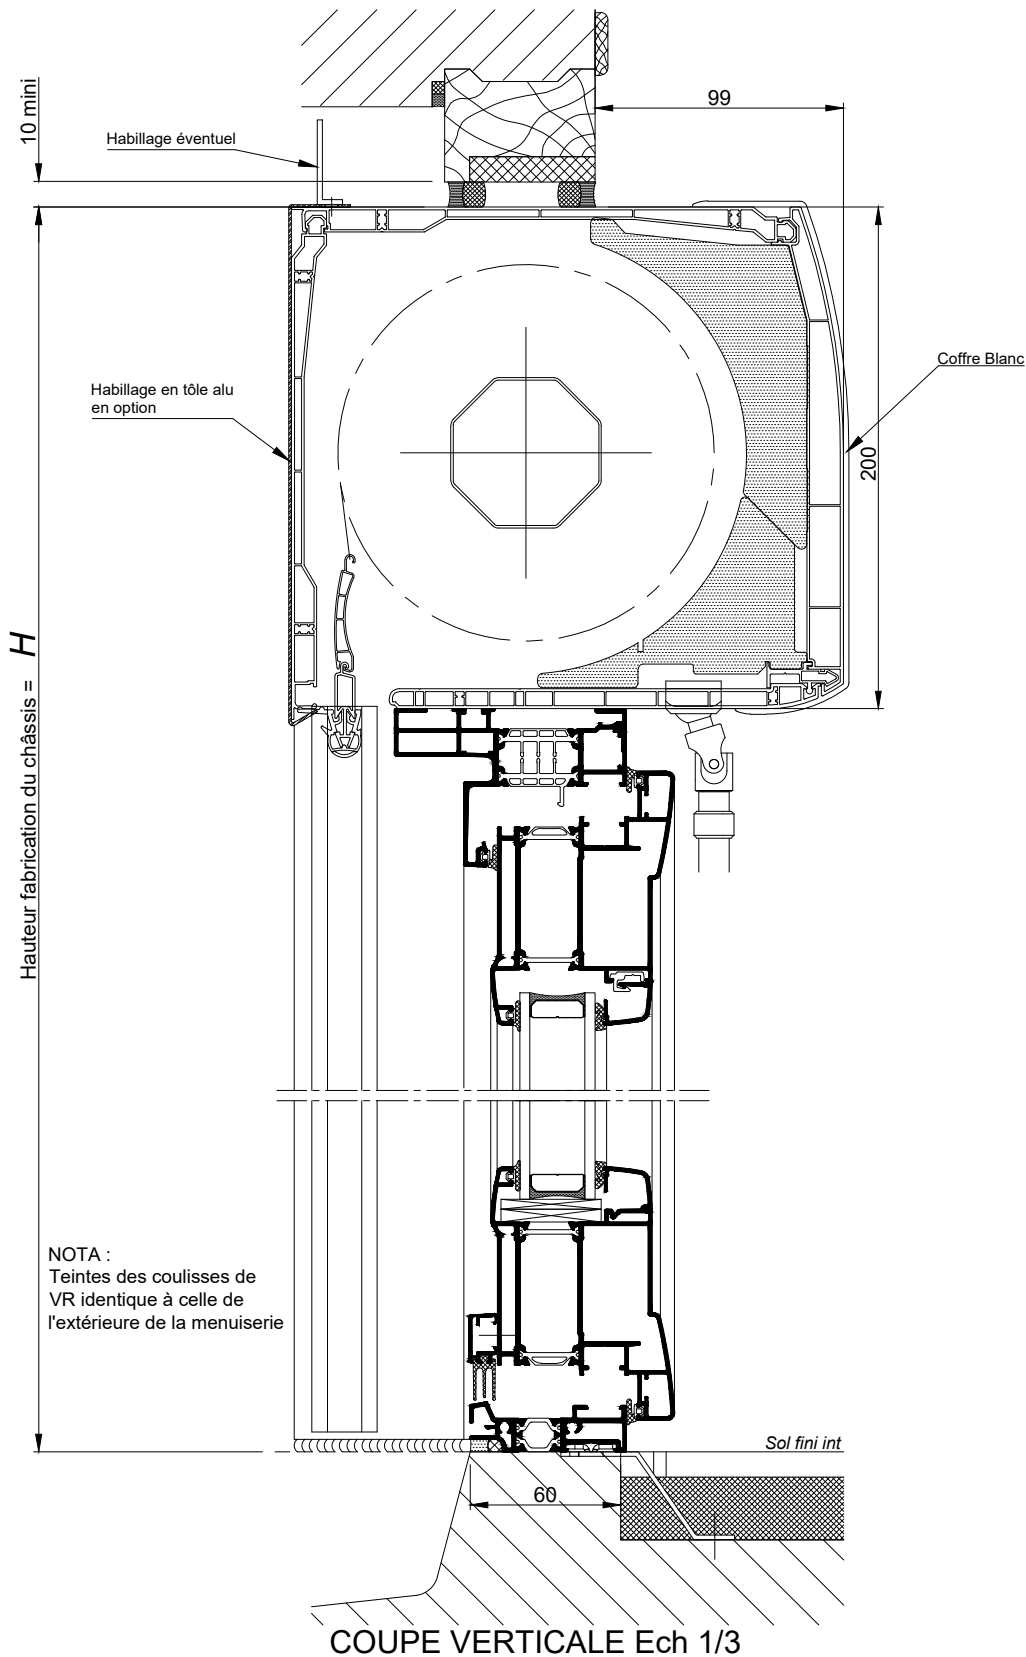 99
10 mini
Habillage éventuel
Coffre Blanc
Habillage en tôle alu
en option
200
Hauteur fabrication du châssis = H
NOTA :
Teintes des coulisses de
VR identique à celle de
l'extérieure de la menuiserie
Sol fini int
60
COUPE VERTICALE Ech 1/3